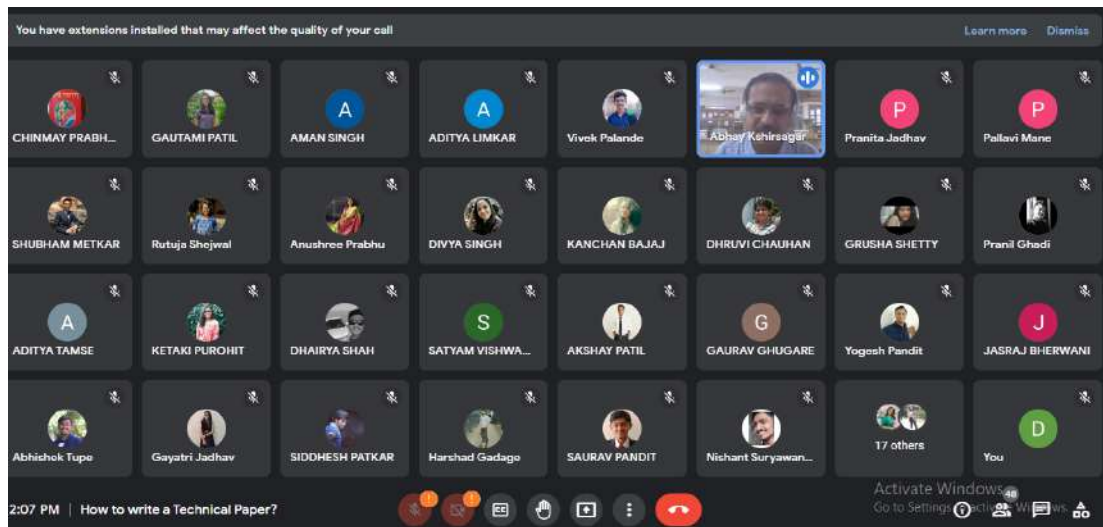 You have extensions installed that may affect the quality of your call
Learn more Dismiss
A A P P
CHINMAY PRABH... GAUTAMI PATIL AMAN SINGH ADITYA LIMKAR Vivek Palande Abhay Kshirsagar Pranita Jadhav Pallavi Mane
SHUBHAM METKAR Rutuja Shejwal Anushree Prabhu DIVYA SINGH KANCHAN BAJAJ DHRUVI CHAUHAN GRUSHA SHETTY Pranil Ghadi
A S G J
ADITYA TAMSE KETAKI PUROHIT DHAIRYA SHAH SATYAM VISHWA... AKSHAY PATIL GAURAV GHUGARE Yogesh Pandit JASRAJ BHERWANI
D
Abhishek Tupe Gayatri Jadhav SIDDHESH PATKAR Harshad Gadage SAURAV PANDIT Nishant Suryawan... 17 others You
Activate Windows
2:07 PM | How to write a Technical Paper? ! ! CC Go to Settings 48